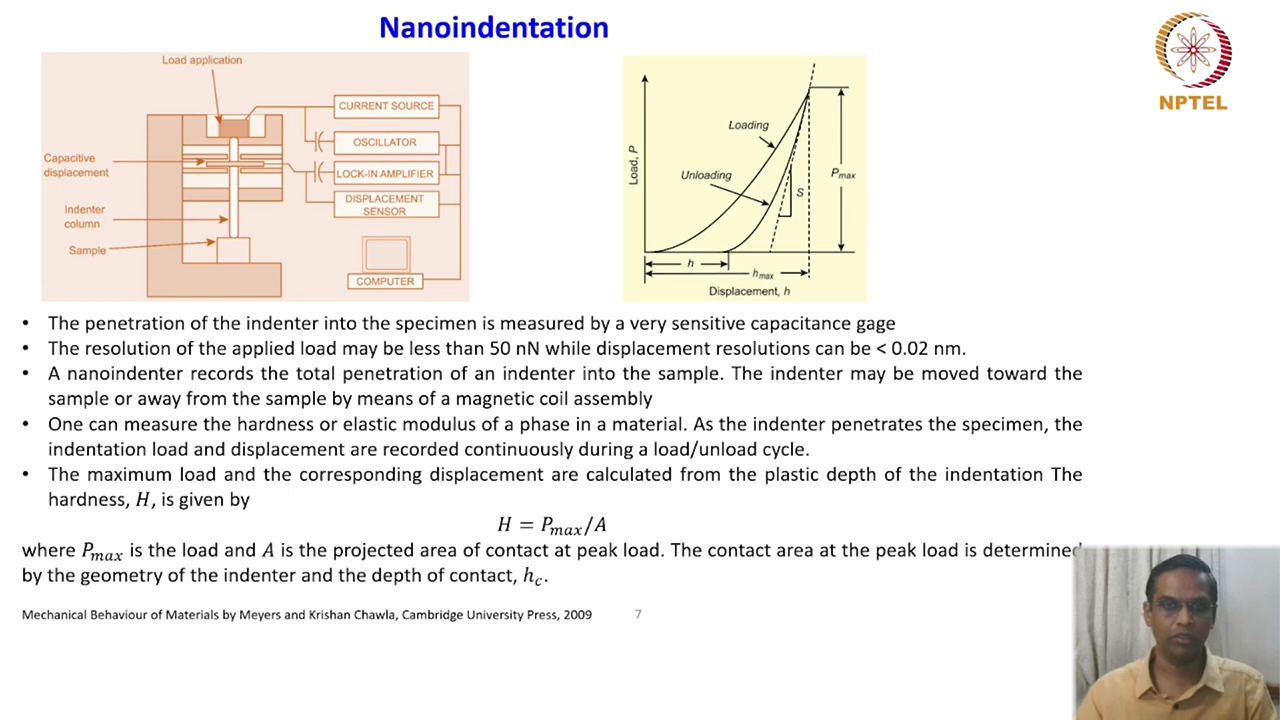 Nanoindentation
NPTEL
Load application
CURRENT SOURCE
OSCILLATOR
Capacitive
displacement
LOCK-IN AMPLIFIER
DISPLACEMENT
SENSOR
Indenter
column
Sample
COMPUTER
Loading
Load, P
Unloading
S
Pmax
h
hmax
Displacement, h
• The penetration of the indenter into the specimen is measured by a very sensitive capacitance gage
• The resolution of the applied load may be less than 50 nN while displacement resolutions can be < 0.02 nm.
• A nanoindenter records the total penetration of an indenter into the sample. The indenter may be moved toward the
sample or away from the sample by means of a magnetic coil assembly
• One can measure the hardness or elastic modulus of a phase in a material. As the indenter penetrates the specimen, the
indentation load and displacement are recorded continuously during a load/unload cycle.
• The maximum load and the corresponding displacement are calculated from the plastic depth of the indentation The
hardness, H, is given by
H = Pmax/A
where Pmax is the load and A is the projected area of contact at peak load. The contact area at the peak load is determined
by the geometry of the indenter and the depth of contact, hc.
Mechanical Behaviour of Materials by Meyers and Krishan Chawla, Cambridge University Press, 2009
7